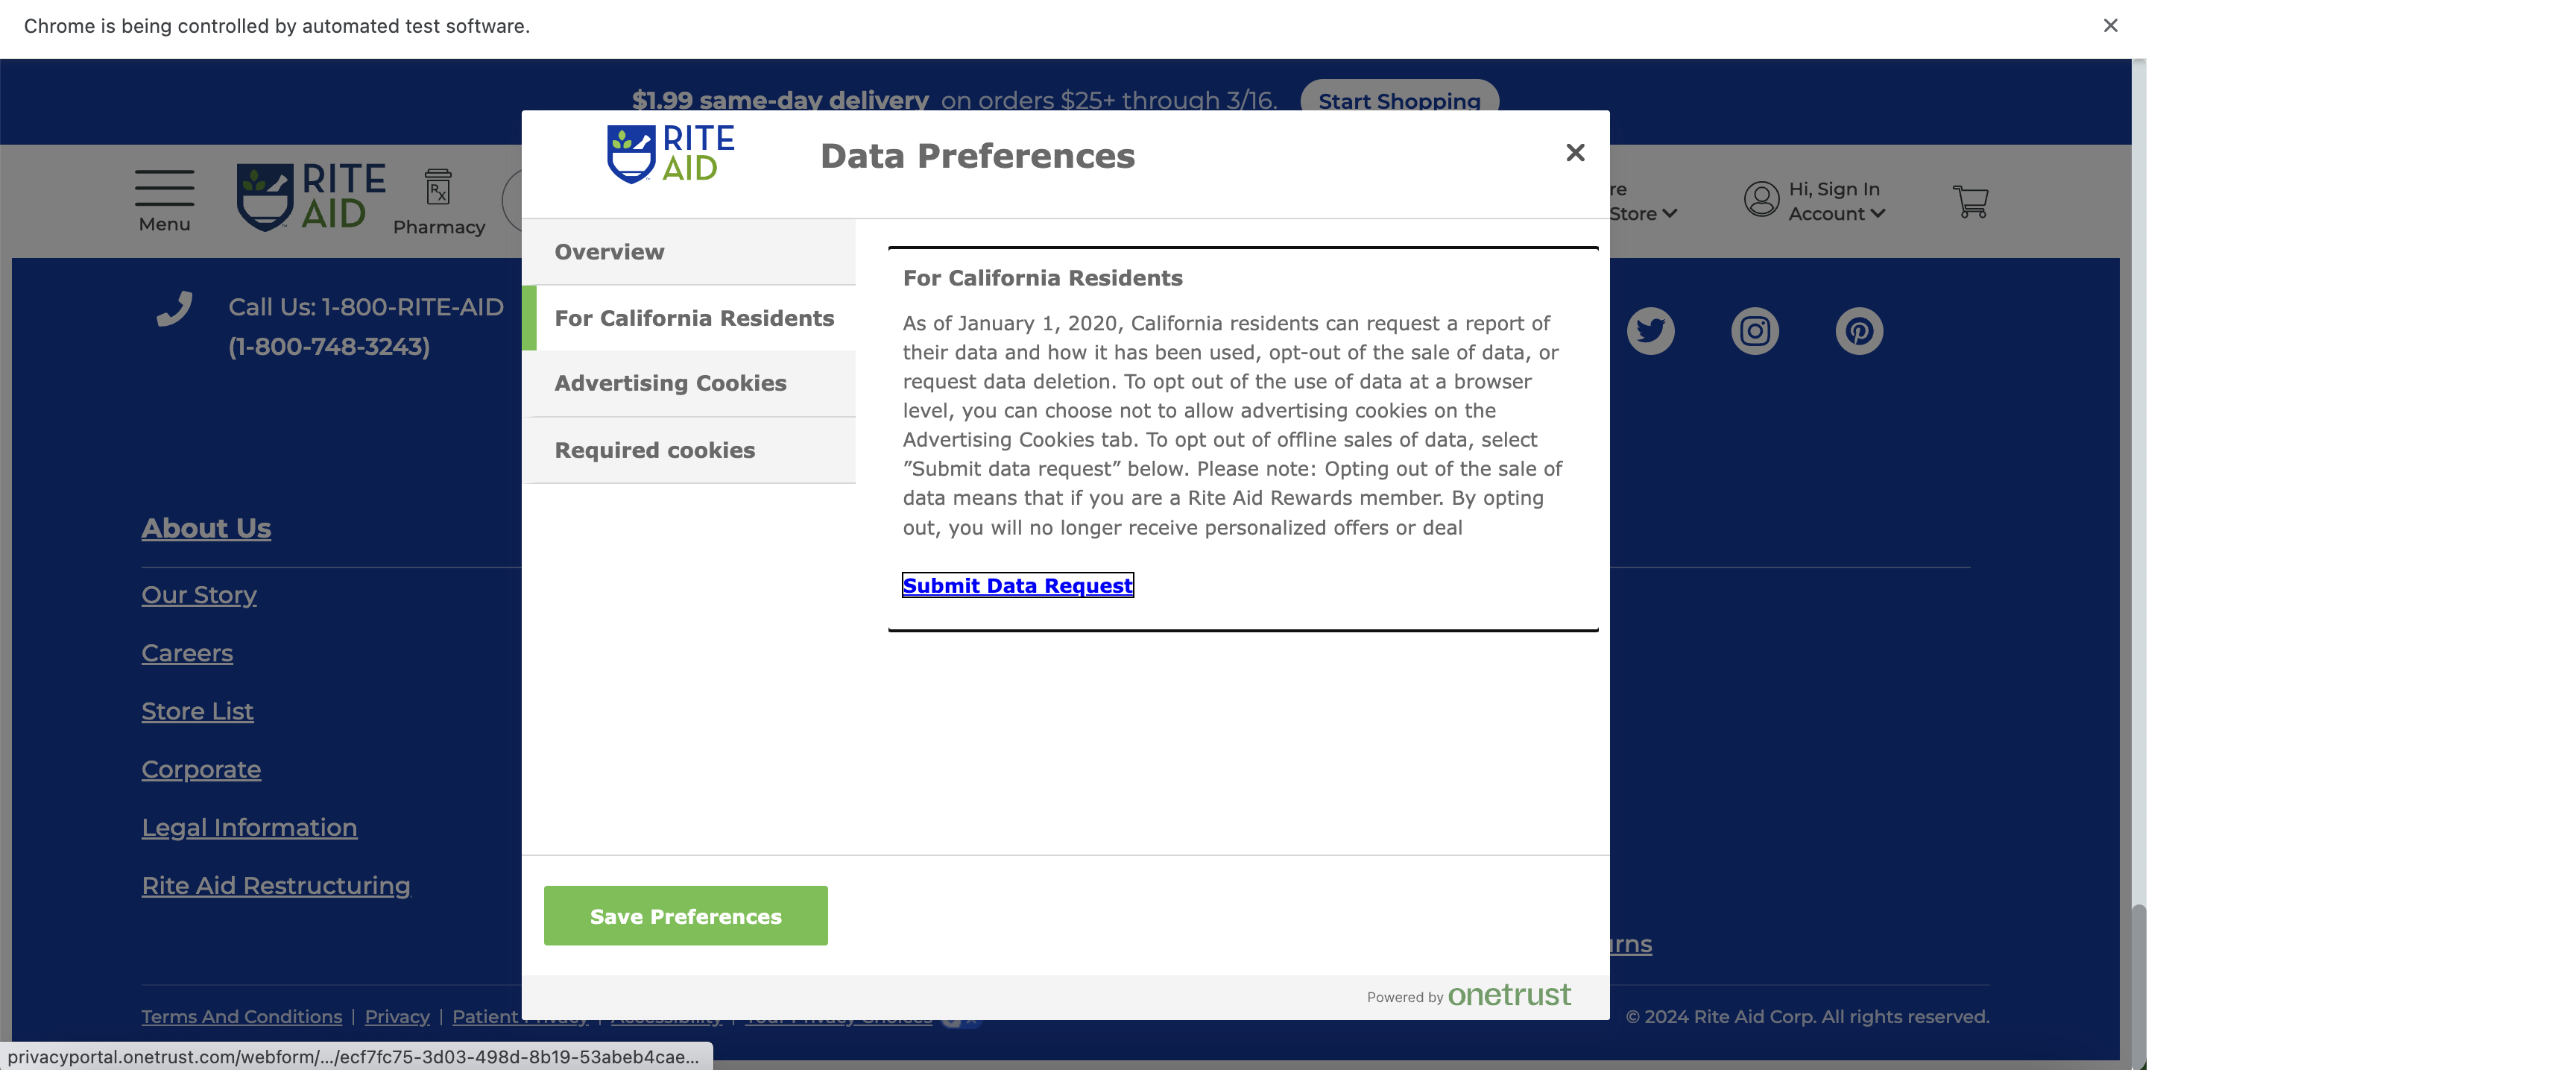 Chrome is being controlled by automated test software.
$1.99 same-day delivery on orders $25+ through 3/16. Start Shopping
RITE AID
Data Preferences
Menu
RITE AID
Rx
Pharmacy
re
Store
Hi, Sign In
Account
Overview
For California Residents
Advertising Cookies
Required cookies
For California Residents
As of January 1, 2020, California residents can request a report of
their data and how it has been used, opt-out of the sale of data, or
request data deletion. To opt out of the use of data at a browser
level, you can choose not to allow advertising cookies on the
Advertising Cookies tab. To opt out of offline sales of data, select
”Submit data request” below. Please note: Opting out of the sale of
data means that if you are a Rite Aid Rewards member. By opting
out, you will no longer receive personalized offers or deal
Submit Data Request
Call Us: 1-800-RITE-AID
(1-800-748-3243)
About Us
Our Story
Careers
Store List
Corporate
Legal Information
Rite Aid Restructuring
Save Preferences
urns
Powered by onetrust
Terms And Conditions | Privacy | Patient Privacy | Accessibility | Your Privacy Choices
© 2024 Rite Aid Corp. All rights reserved.
privacyportal.onetrust.com/webform/.../ecf7fc75-3d03-498d-8b19-53abeb4cae...